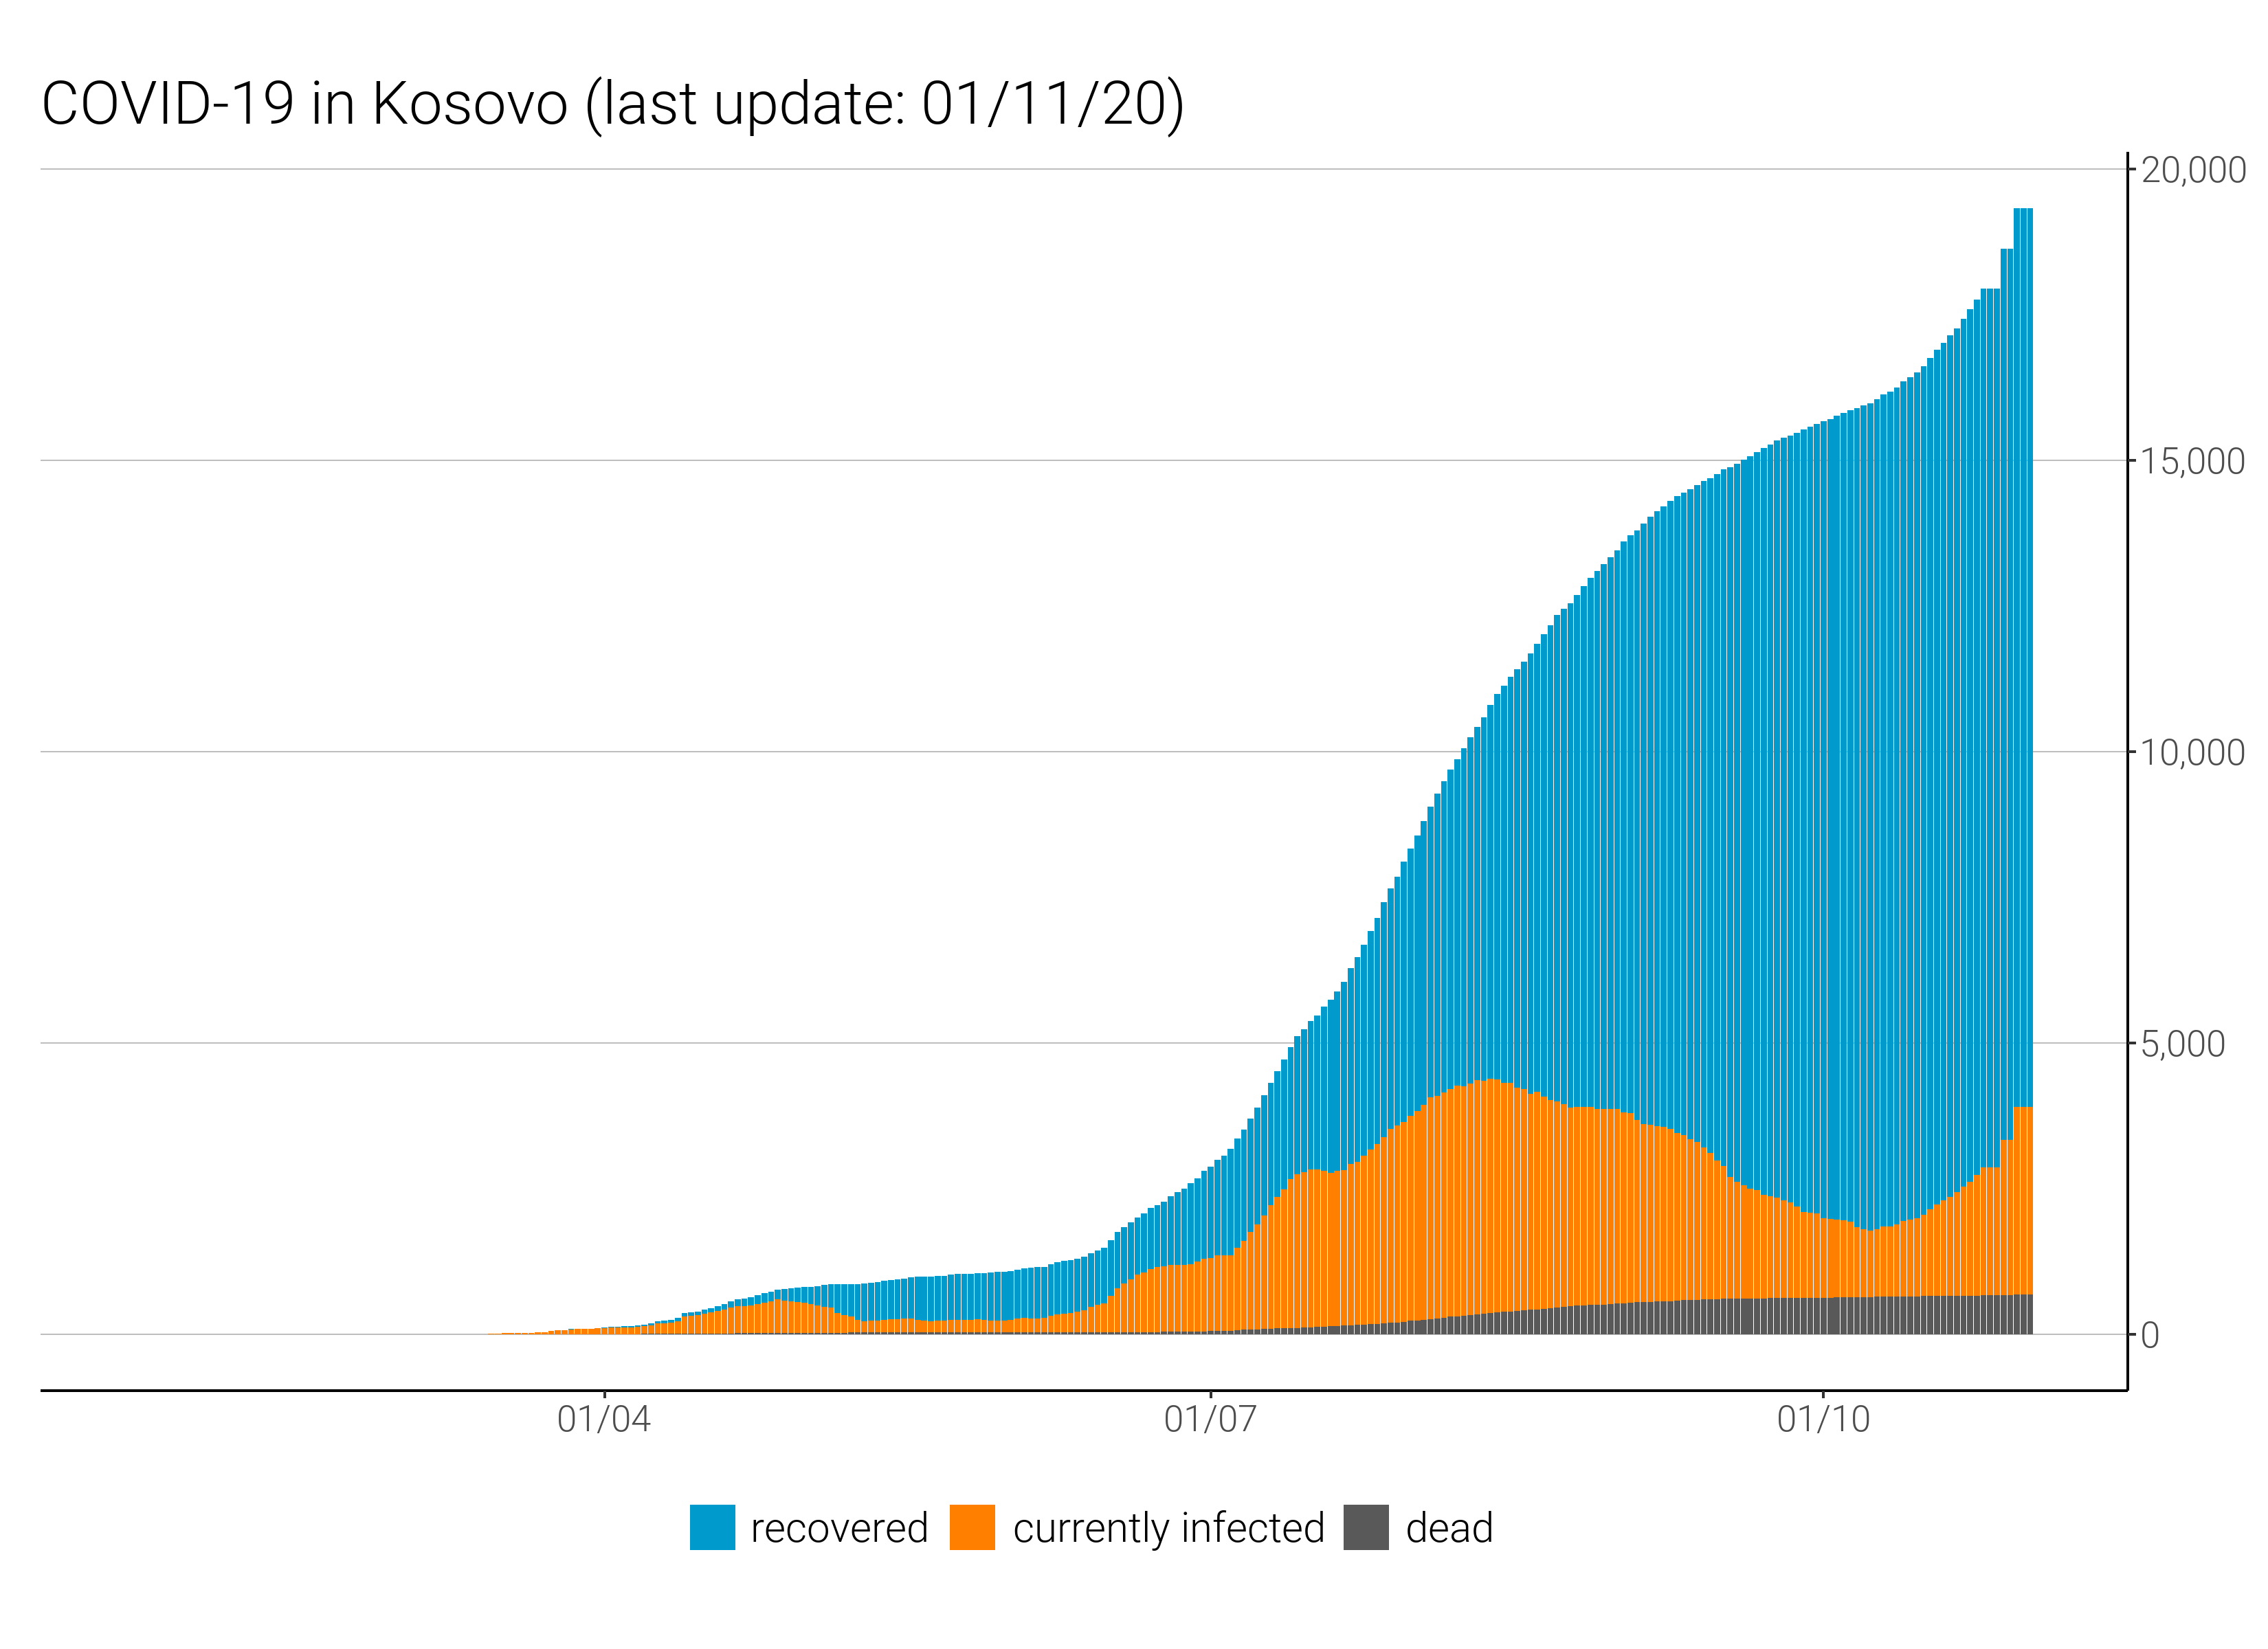 COVID-19 in Kosovo (last update: 01/11/20)
20,000
15,000
10,000
5,000
0
01/04 01/07 01/10
recovered currently infected dead